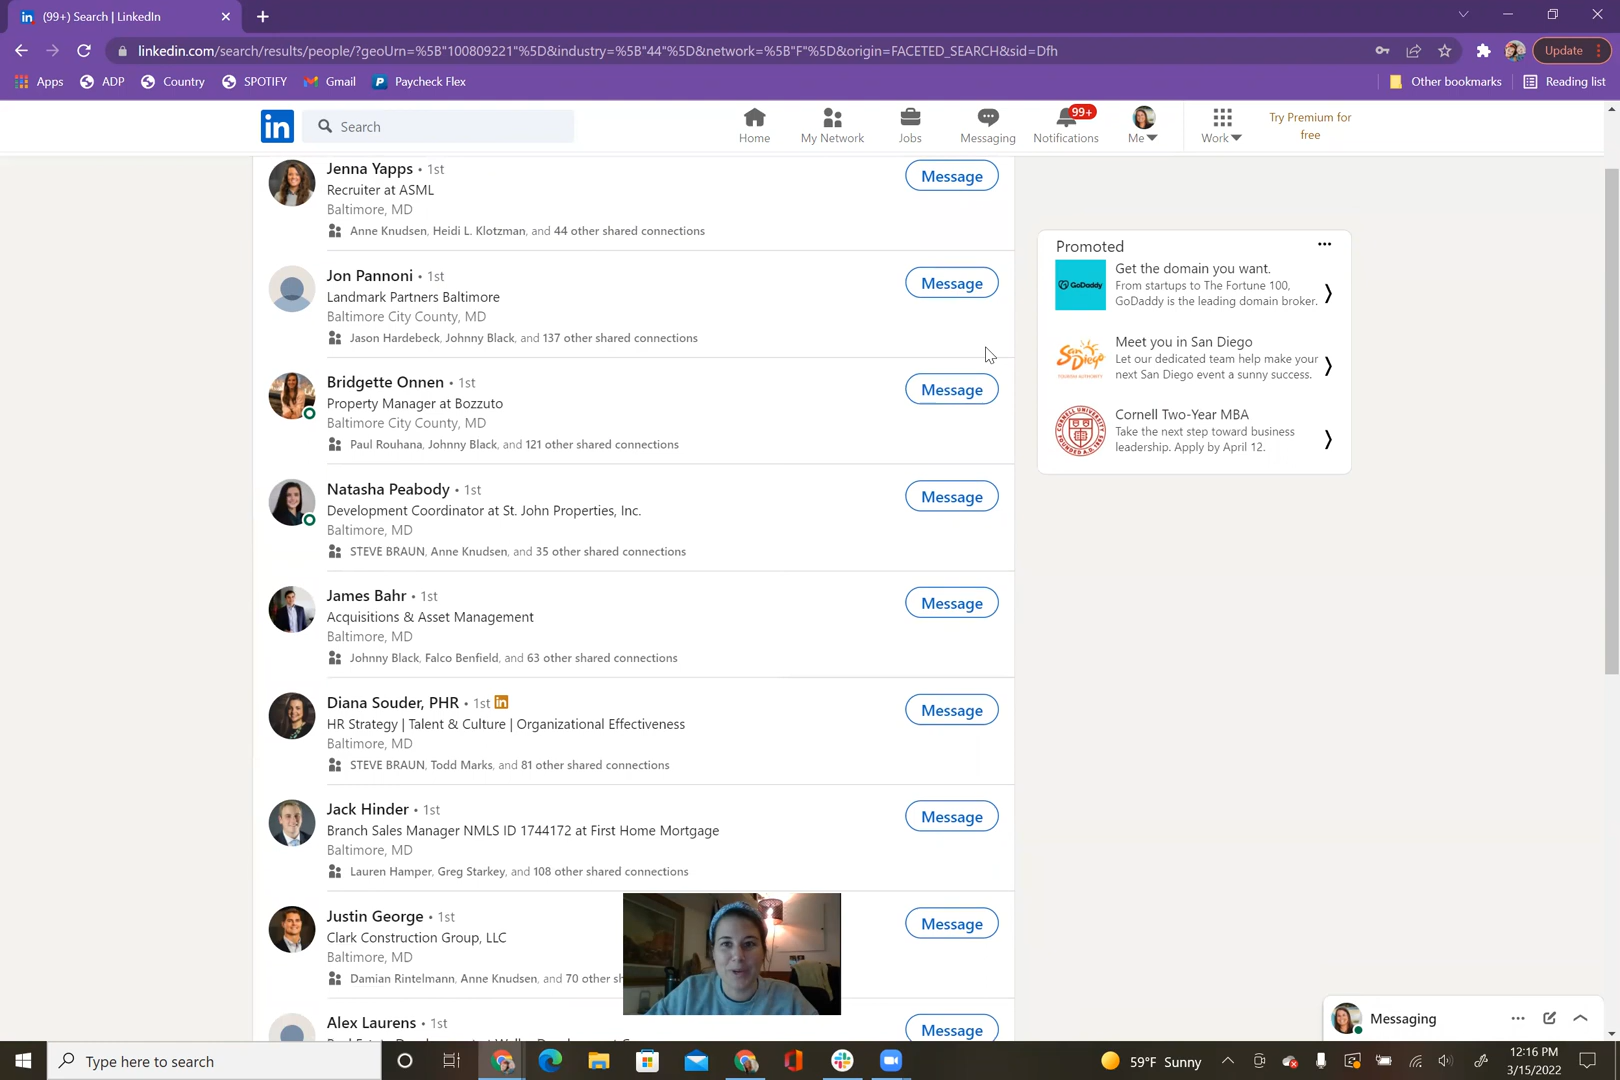 (99+) Search | LinkedIn
linkedin.com/search/results/people/?geoUrn=%5B"100809221"%5D&industry=%5B"44"%5D&network=%5B"F"%5D&origin=FACETED_SEARCH&sid=Dfh
Update
Apps ADP Country SPOTIFY Gmail Paycheck Flex Other bookmarks Reading list
in Search
Home My Network Jobs Messaging Notifications 99+ Me Work Try Premium for
free
Jenna Yapps • 1st
Recruiter at ASML
Baltimore, MD
Anne Knudsen, Heidi L. Klotzman, and 44 other shared connections
Message
Jon Pannoni • 1st
Landmark Partners Baltimore
Baltimore City County, MD
Jason Hardebeck, Johnny Black, and 137 other shared connections
Message
Bridgette Onnen • 1st
Property Manager at Bozzuto
Baltimore City County, MD
Paul Rouhana, Johnny Black, and 121 other shared connections
Message
Natasha Peabody • 1st
Development Coordinator at St. John Properties, Inc.
Baltimore, MD
STEVE BRAUN, Anne Knudsen, and 35 other shared connections
Message
James Bahr • 1st
Acquisitions & Asset Management
Baltimore, MD
Johnny Black, Falco Benfield, and 63 other shared connections
Message
Diana Souder, PHR • 1st in
HR Strategy | Talent & Culture | Organizational Effectiveness
Baltimore, MD
STEVE BRAUN, Todd Marks, and 81 other shared connections
Message
Jack Hinder • 1st
Branch Sales Manager NMLS ID 1744172 at First Home Mortgage
Baltimore, MD
Lauren Hamper, Greg Starkey, and 108 other shared connections
Message
Justin George • 1st
Clark Construction Group, LLC
Baltimore, MD
Damian Rintelmann, Anne Knudsen, and 70 other sh
Message
Alex Laurens • 1st
Message
Promoted
GoDaddy
Get the domain you want.
From startups to The Fortune 100,
GoDaddy is the leading domain broker.
San Diego
Meet you in San Diego
Let our dedicated team help make your
next San Diego event a sunny success.
Cornell Two-Year MBA
Take the next step toward business
leadership. Apply by April 12.
Messaging
Type here to search
59°F Sunny
12:16 PM
3/15/2022